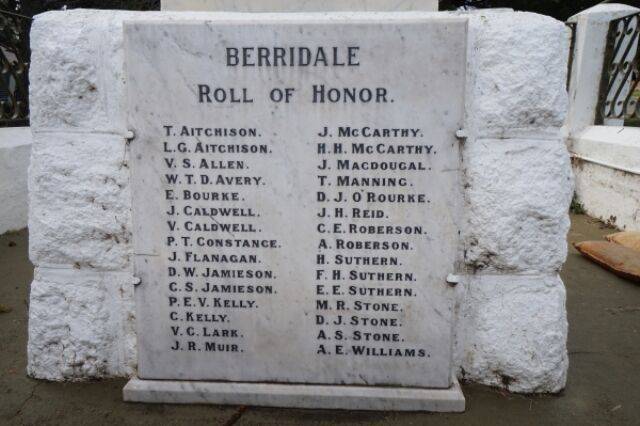 BERRIDALE
ROLL OF HONOR.
T. AITCHISON.
L. G. AITCHISON.
V. S. ALLEN.
W. T. D. AVERY.
E. BOURKE.
J. CALDWELL.
V. CALDWELL.
P. T. CONSTANCE.
J. FLANAGAN.
D. W. JAMIESON.
C. S. JAMIESON.
P. E. V. KELLY.
C. KELLY.
V. C. LARK.
J. R. MUIR.
J. MCCARTHY.
H. H. MCCARTHY.
J. MACDOUGAL.
T. MANNING.
D. J. O'ROURKE.
J. H. REID.
C. E. ROBERSON.
A. ROBERSON.
H. SUTHERN.
F. H. SUTHERN.
E. E. SUTHERN.
M. R. STONE.
D. J. STONE.
A. S. STONE.
A. E. WILLIAMS.